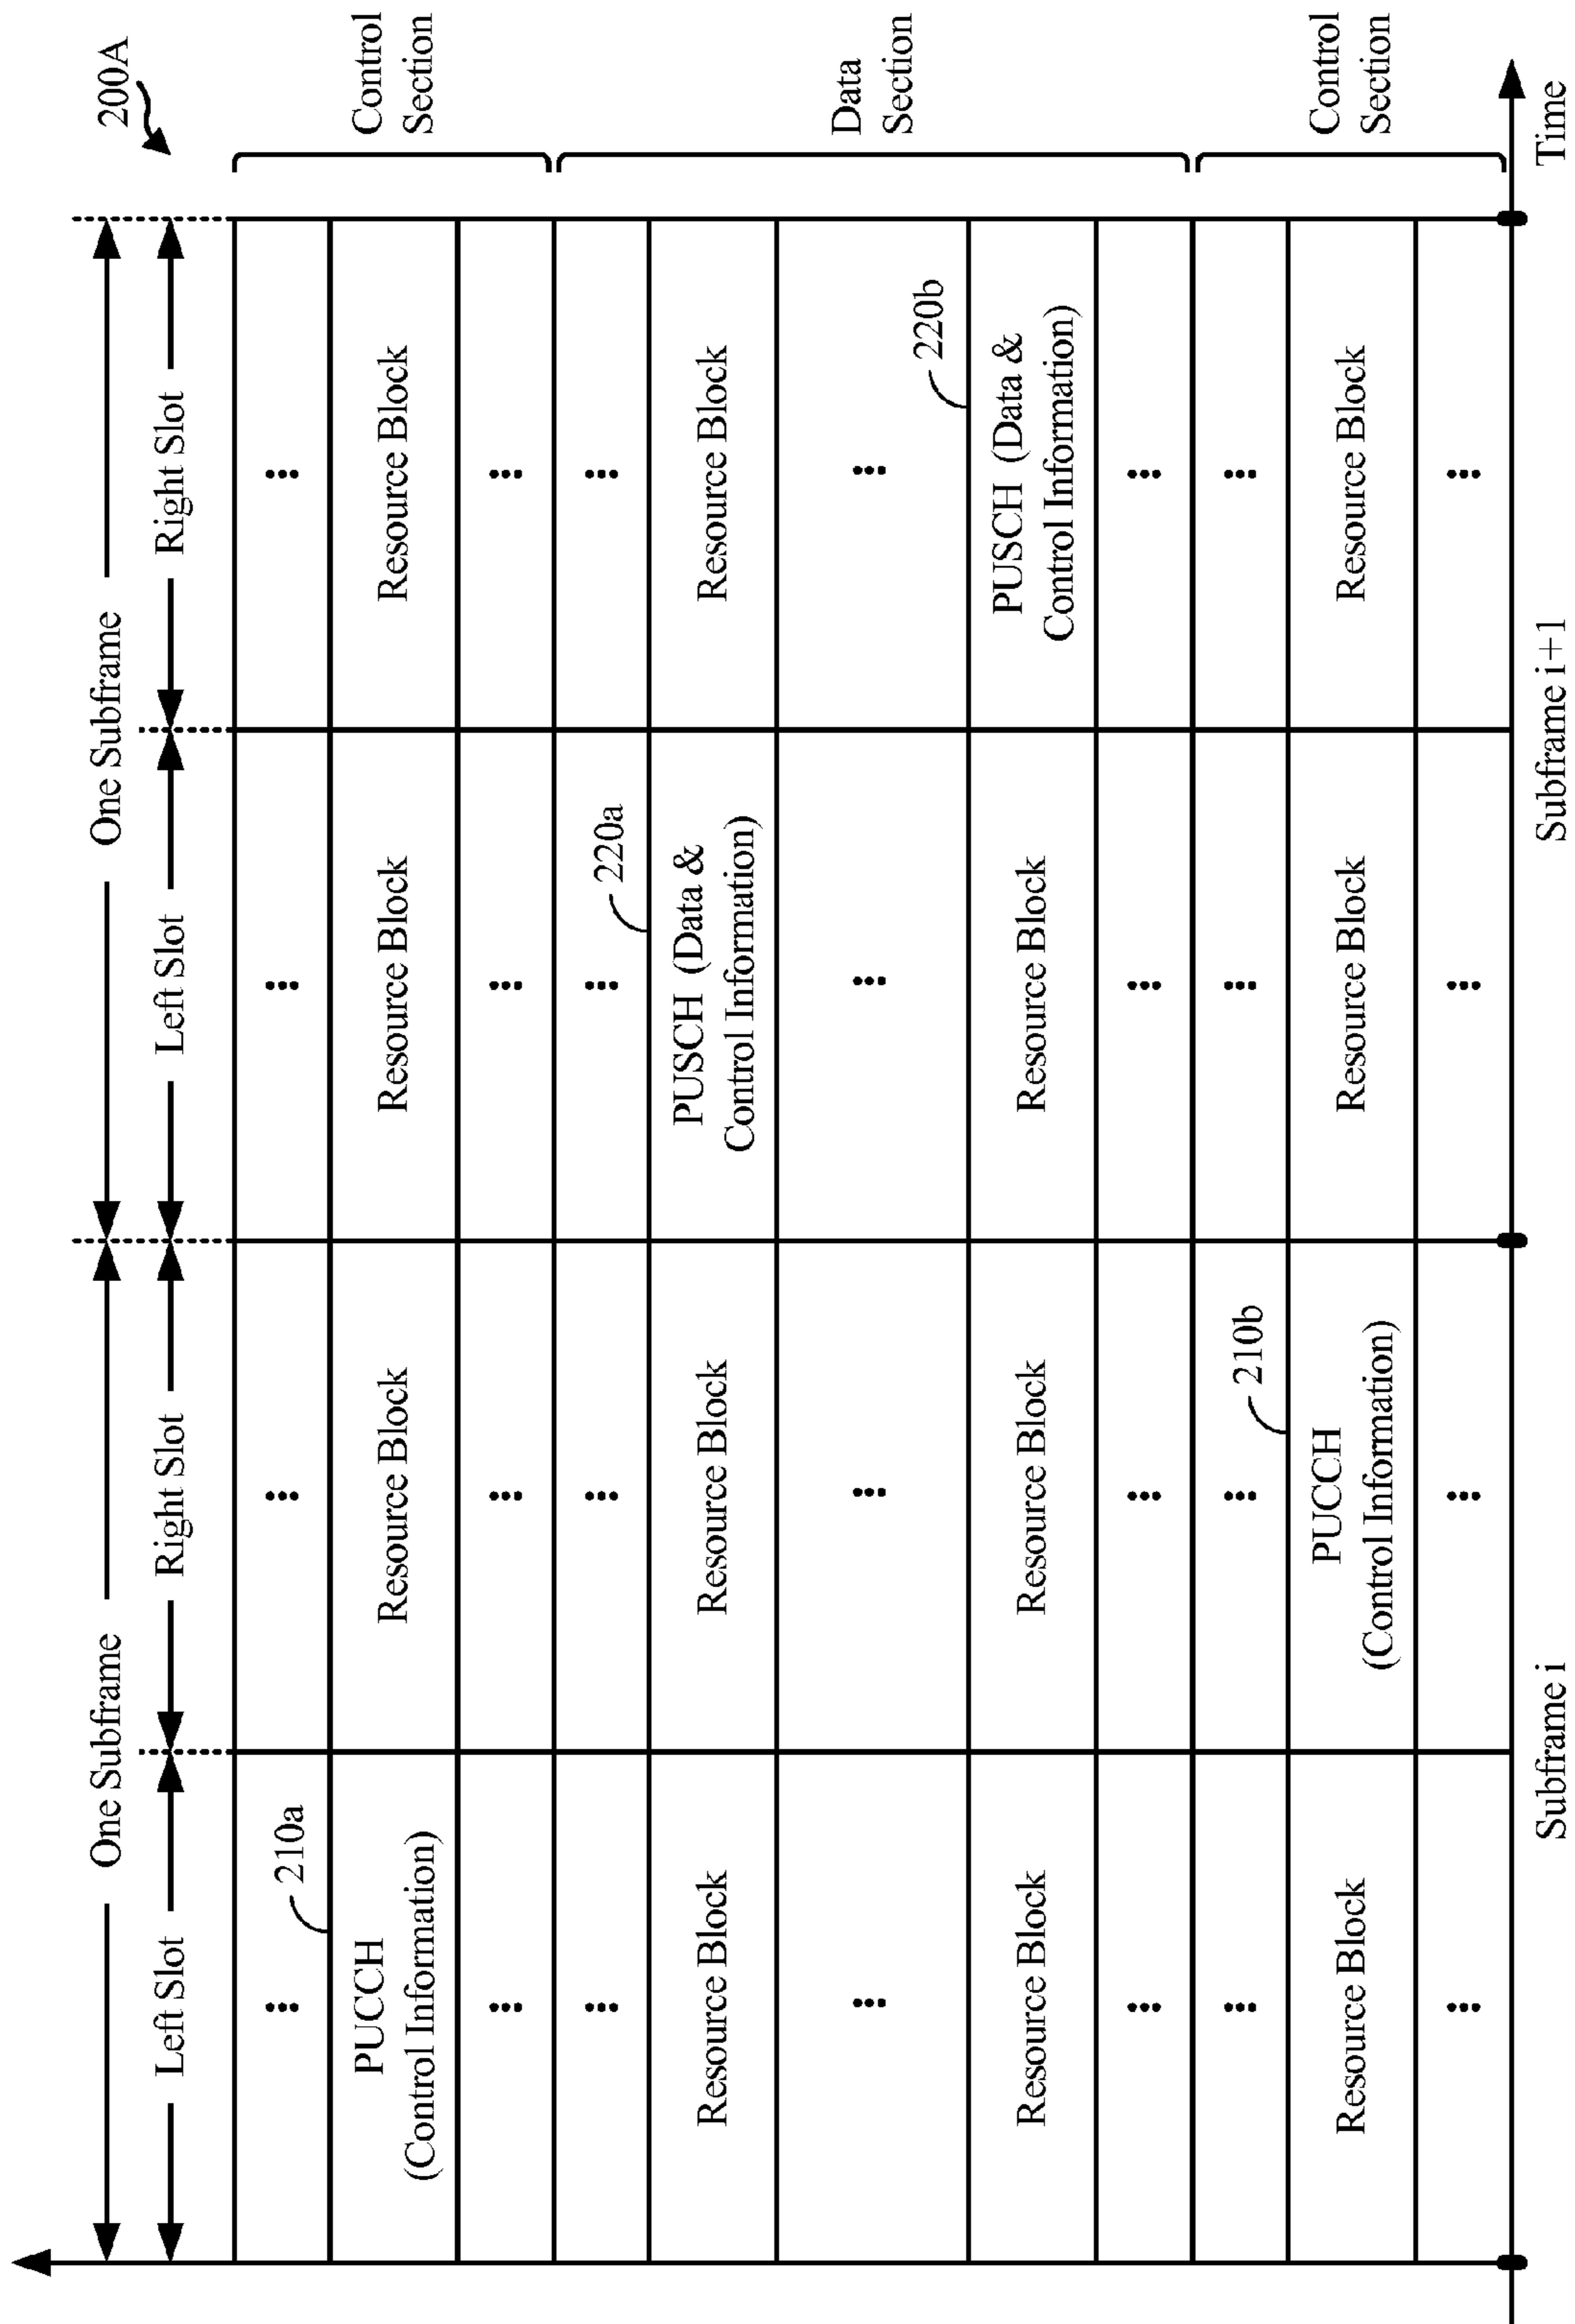 200A
One Subframe
One Subframe
Left Slot
Right Slot
Left Slot
Right Slot
...
210a
...
...
...
PUCCH
(Control Information)
Resource Block
Resource Block
Resource Block
Control
Section
...
...
...
...
...
...
220a
...
...
Resource Block
Resource Block
PUSCH (Data &
Control Information)
Resource Block
...
...
...
...
220b
Data
Section
Resource Block
Resource Block
Resource Block
PUSCH (Data &
Control Information)
...
...
...
...
...
...
210b
...
...
Resource Block
PUCCH
(Control Information)
Resource Block
Resource Block
Control
Section
...
...
...
...
Subframe i
Subframe i+1
Time